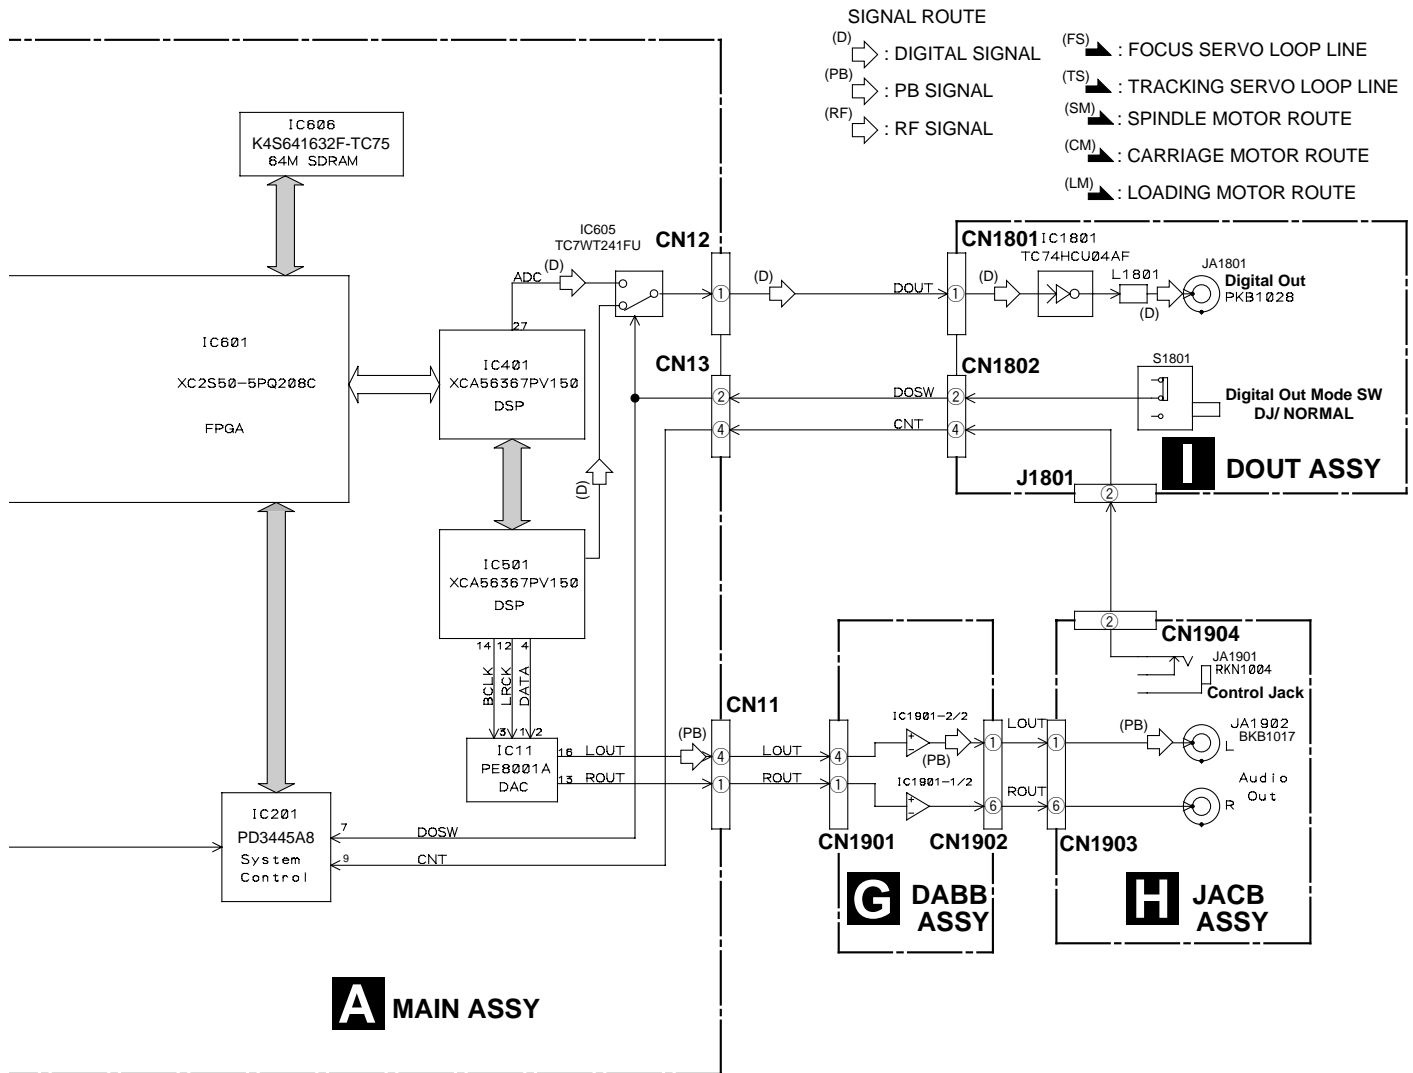 SIGNAL ROUTE
(D) : DIGITAL SIGNAL
(PB) : PB SIGNAL
(RF) : RF SIGNAL
(FS) : FOCUS SERVO LOOP LINE
(TS) : TRACKING SERVO LOOP LINE
(SM) : SPINDLE MOTOR ROUTE
(CM) : CARRIAGE MOTOR ROUTE
(LM) : LOADING MOTOR ROUTE
IC606
K4S641632F-TC75
64M SDRAM
IC601
XC2S50-5PQ208C
FPGA
ADC
(D)
27
IC605
TC7WT241FU
IC401
XCA56367PV150
DSP
(D)
IC501
XCA56367PV150
DSP
14 12 4
BCLK
LRCK
DATA
3 1 2
IC11
PE8001A
DAC
16 LOUT
13 ROUT
(PB)
IC201
PD3445A8
System
Control
7 DOSW
9 CNT
A MAIN ASSY
CN12
1
(D)
DOUT
CN13
2
4
DOSW
CNT
CN11
4
1
LOUT
ROUT
CN1801
1
(D)
IC1801
TC74HCU04AF
L1801
(D)
JA1801
Digital Out
PKB1028
CN1802
2
4
S1801
Digital Out Mode SW
DJ/ NORMAL
I DOUT ASSY
J1801
2
2
CN1904
JA1901
RKN1004
Control Jack
4
1
CN1901
IC1901-2/2
(PB)
IC1901-1/2
1
6
CN1902
G DABB
ASSY
LOUT
ROUT
1
6
CN1903
(PB)
JA1902
BKB1017
L
Audio
Out
R
H JACB
ASSY